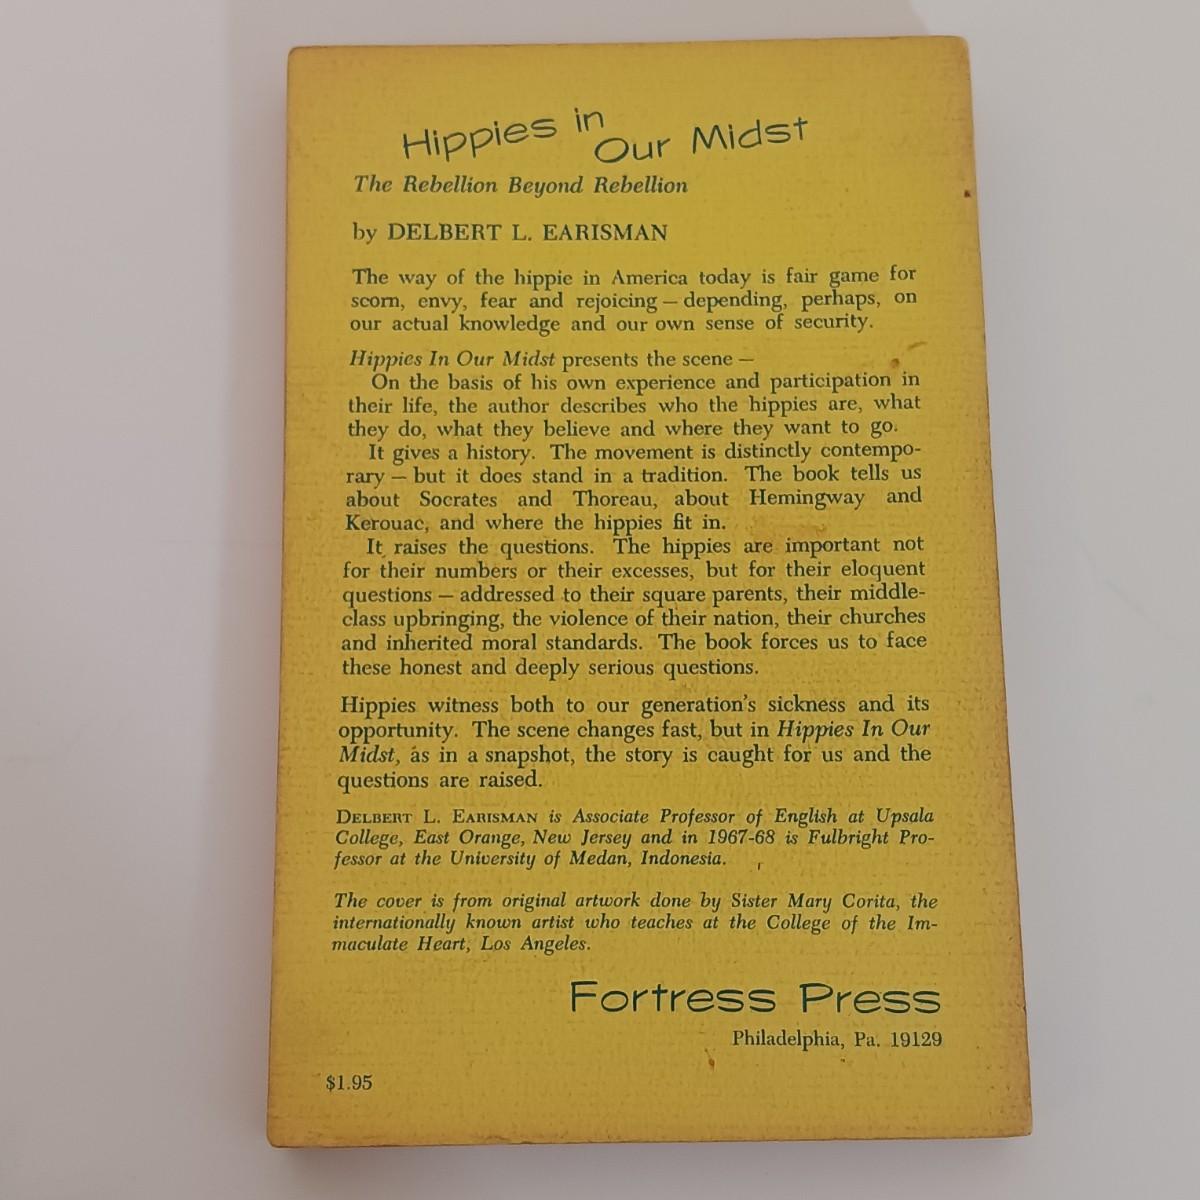 Hippies in
Our Midst
The Rebellion Beyond Rebellion
by DELBERT L. EARISMAN
The way of the hippie in America today is fair game for
scorn, envy, fear and rejoicing — depending, perhaps, on
our actual knowledge and our own sense of security.
Hippies In Our Midst presents the scene —
On the basis of his own experience and participation in
their life, the author describes who the hippies are, what
they do, what they believe and where they want to go.
It gives a history. The movement is distinctly contempo-
rary — but it does stand in a tradition. The book tells us
about Socrates and Thoreau, about Hemingway and
Kerouac, and where the hippies fit in.
It raises the questions. The hippies are important not
for their numbers or their excesses, but for their eloquent
questions — addressed to their square parents, their middle-
class upbringing, the violence of their nation, their churches
and inherited moral standards. The book forces us to face
these honest and deeply serious questions.
Hippies witness both to our generation's sickness and its
opportunity. The scene changes fast, but in Hippies In Our
Midst, as in a snapshot, the story is caught for us and the
questions are raised.
DELBERT L. EARISMAN is Associate Professor of English at Upsala
College, East Orange, New Jersey and in 1967-68 is Fulbright Pro-
fessor at the University of Medan, Indonesia.
The cover is from original artwork done by Sister Mary Corita, the
internationally known artist who teaches at the College of the Im-
maculate Heart, Los Angeles.
Fortress Press
Philadelphia, Pa. 19129
$1.95